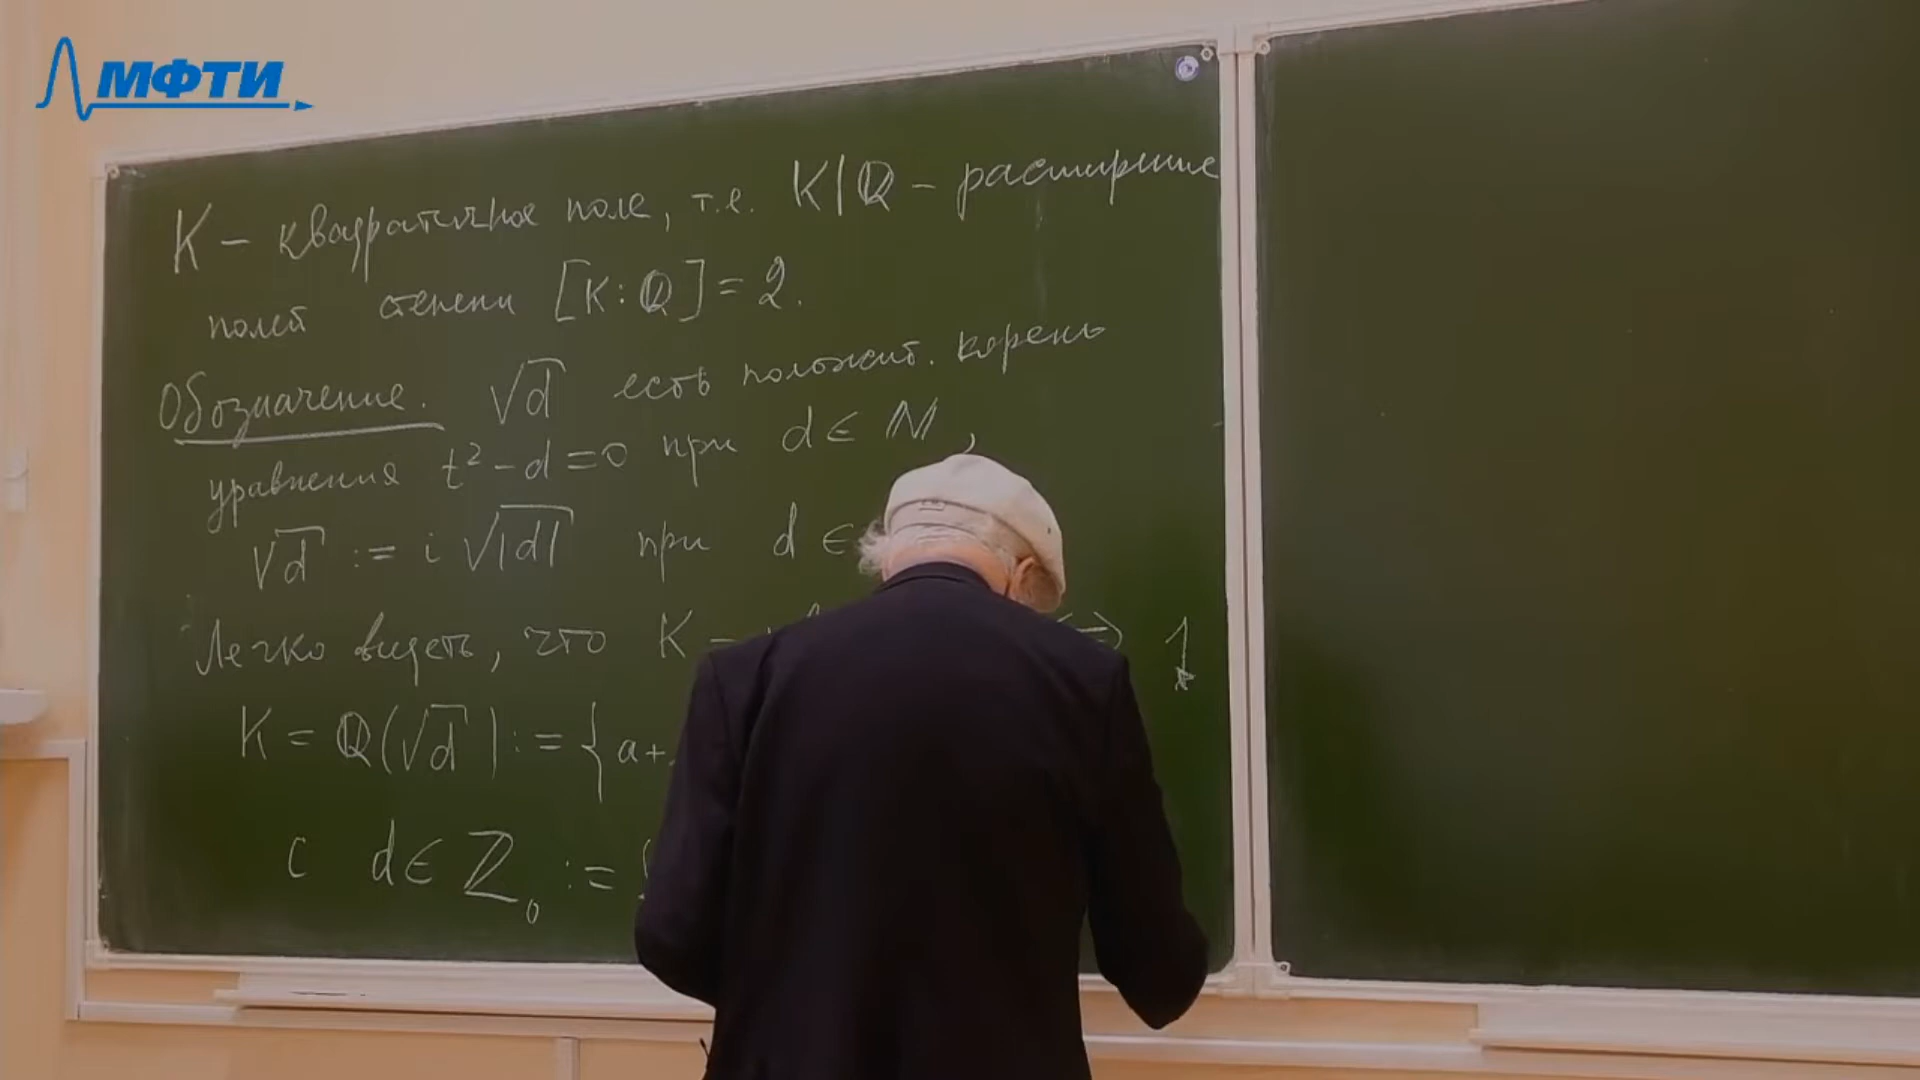 МФТИ
K – квадратичное поле, т.е. K|ℚ – расширение
полей степени [K:ℚ]=2.
Обозначение. √d есть положит. корень
уравнения t²-d=0 при d∈ℕ,
√d := i√|d| при d ∈
Легко видеть, что K – ⇔ 1
K = ℚ(√d) := {a+
с d∈ℤ₀ := {